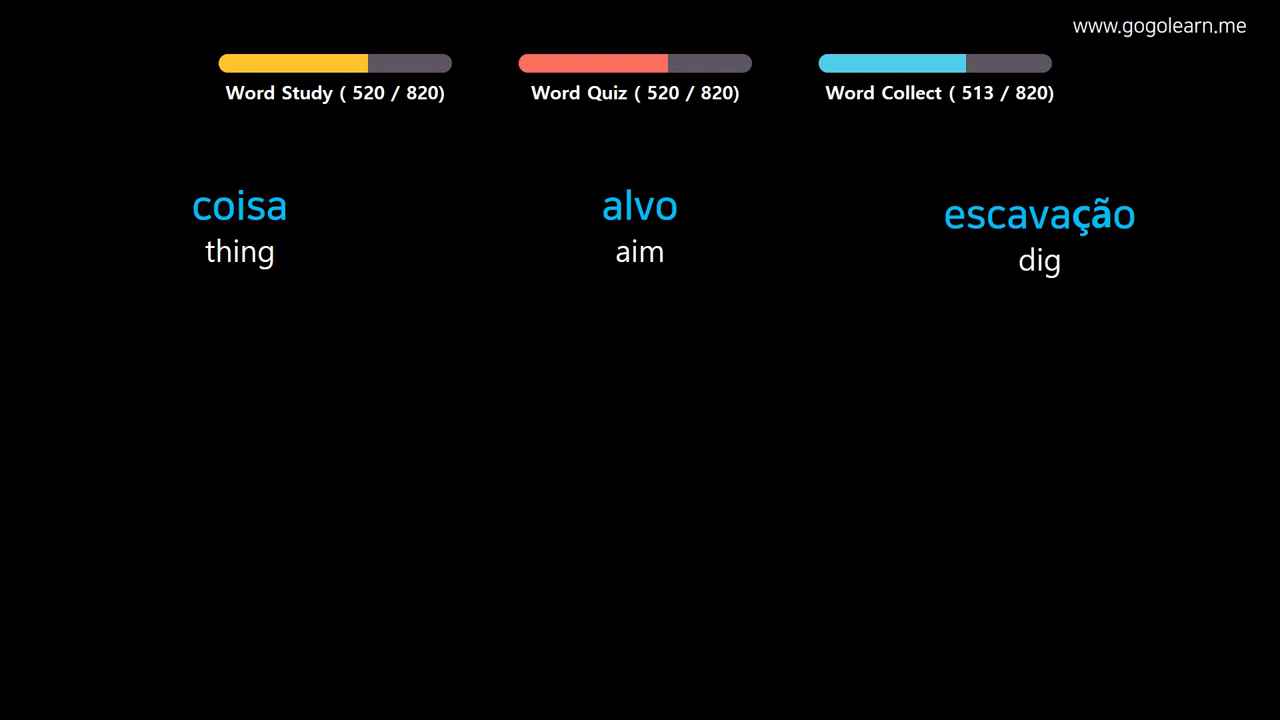 www.gogolearn.me
Word Study ( 520 / 820)
Word Quiz ( 520 / 820)
Word Collect ( 513 / 820)
coisa
thing
alvo
aim
escavação
dig